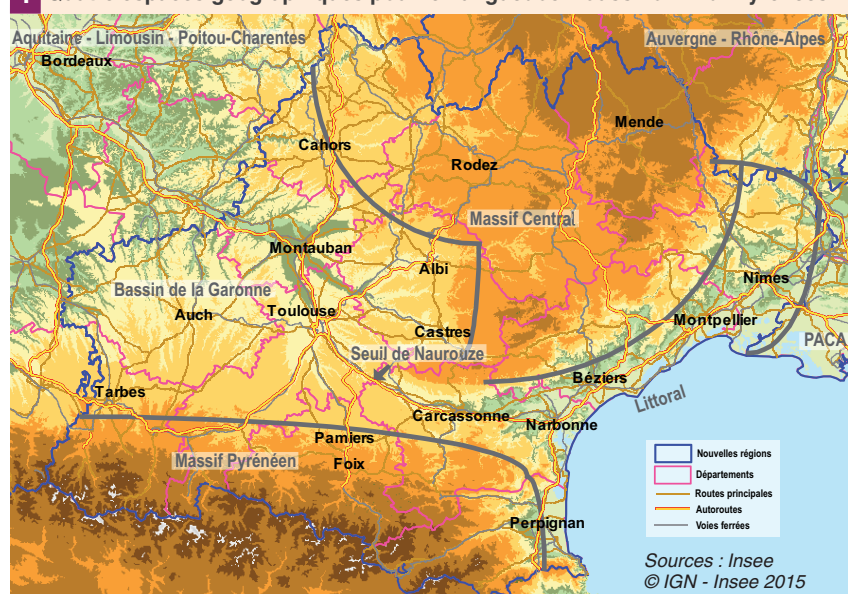 Aquitaine - Limousin - Poitou-Charentes
Auvergne - Rhône-Alpes
Bordeaux
Mende
Cahors
Rodez
Massif Central
Montauban
Albi
Nîmes
Bassin de la Garonne
Auch
Toulouse
Montpellier
Castres
PACA
Seuil de Naurouze
Béziers
Tarbes
Littoral
Carcassonne
Narbonne
Pamiers
Massif Pyrénéen
Foix
Perpignan
Nouvelles régions
Départements
Routes principales
Autoroutes
Voies ferrées
Sources : Insee
© IGN - Insee 2015